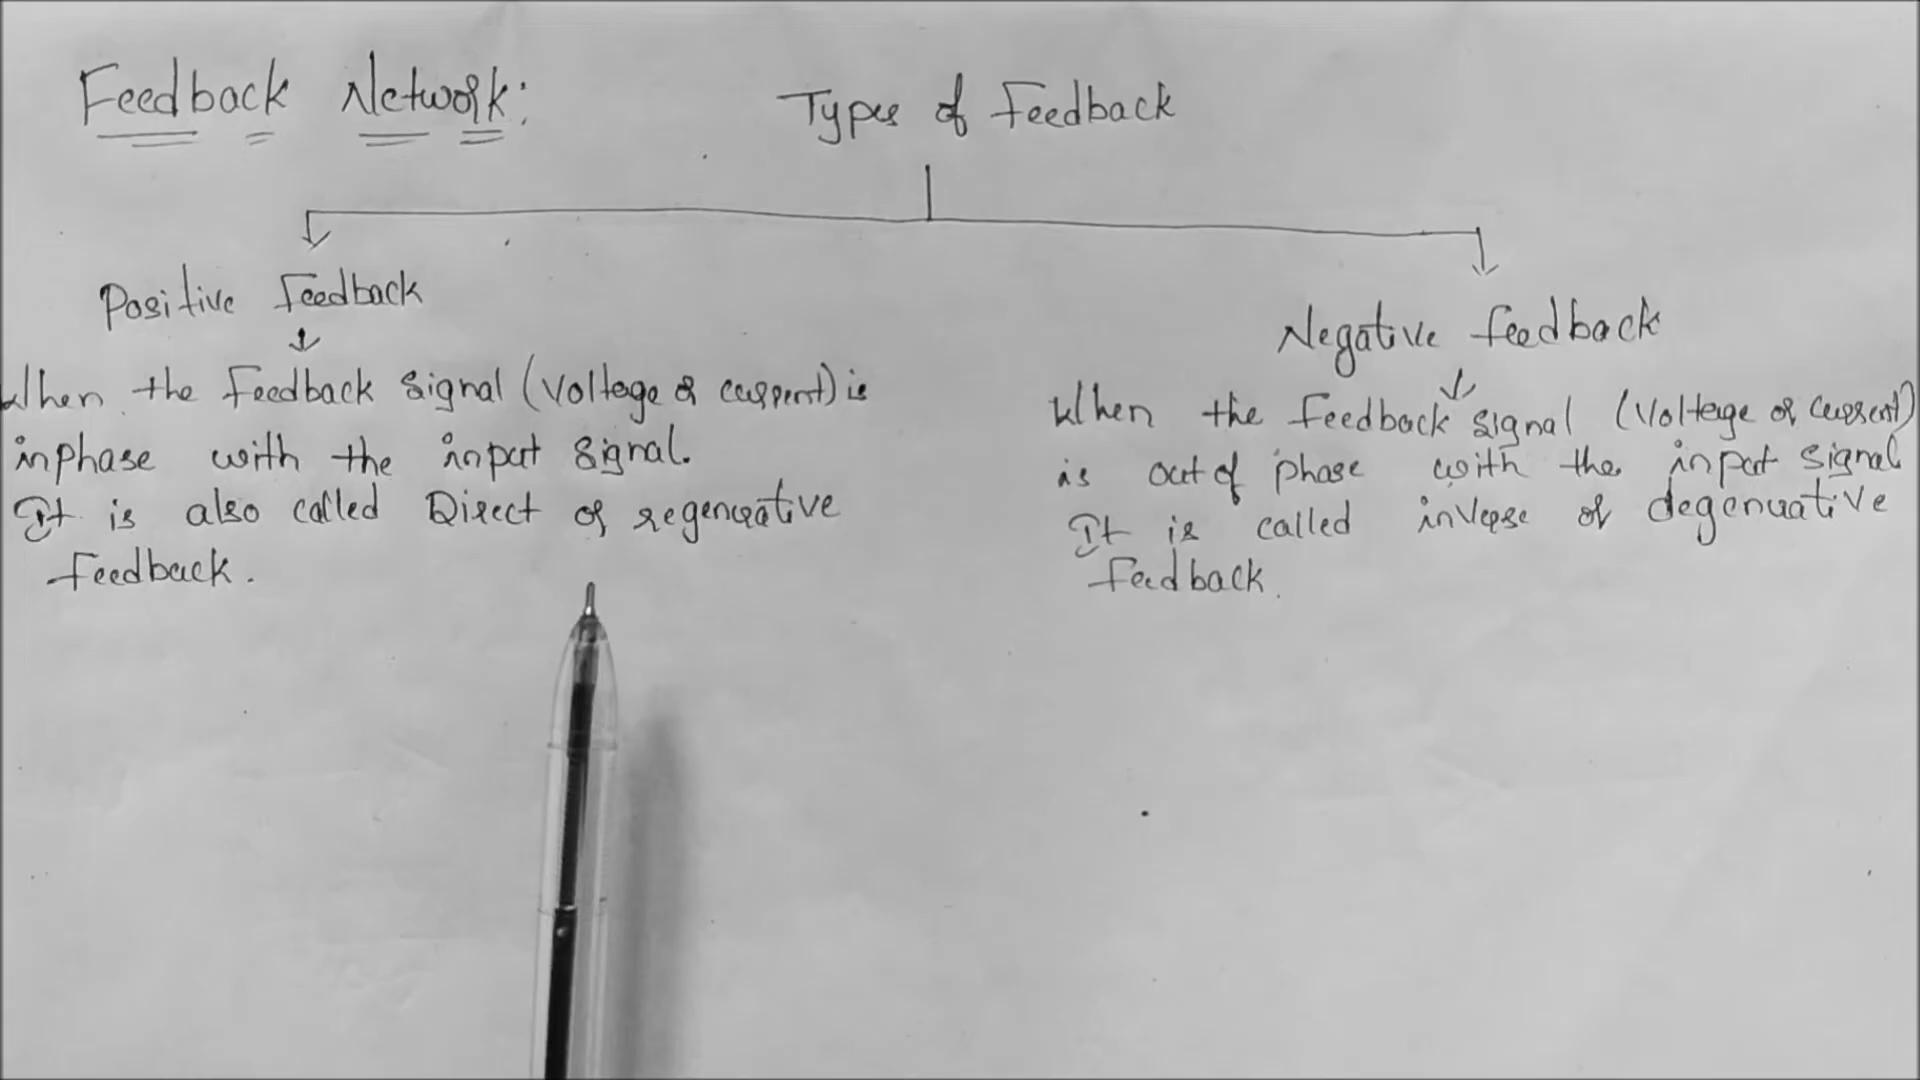 Feedback Network:
Types of Feedback
Positive Feedback
When the Feedback Signal (Voltage or current) is
inphase with the input Signal.
It is also called Direct or regenerative
feedback.
Negative feedback
When the Feedback Signal (Voltage or current)
is out of phase with the input Signal
It is called inverse or degenerative
feedback.